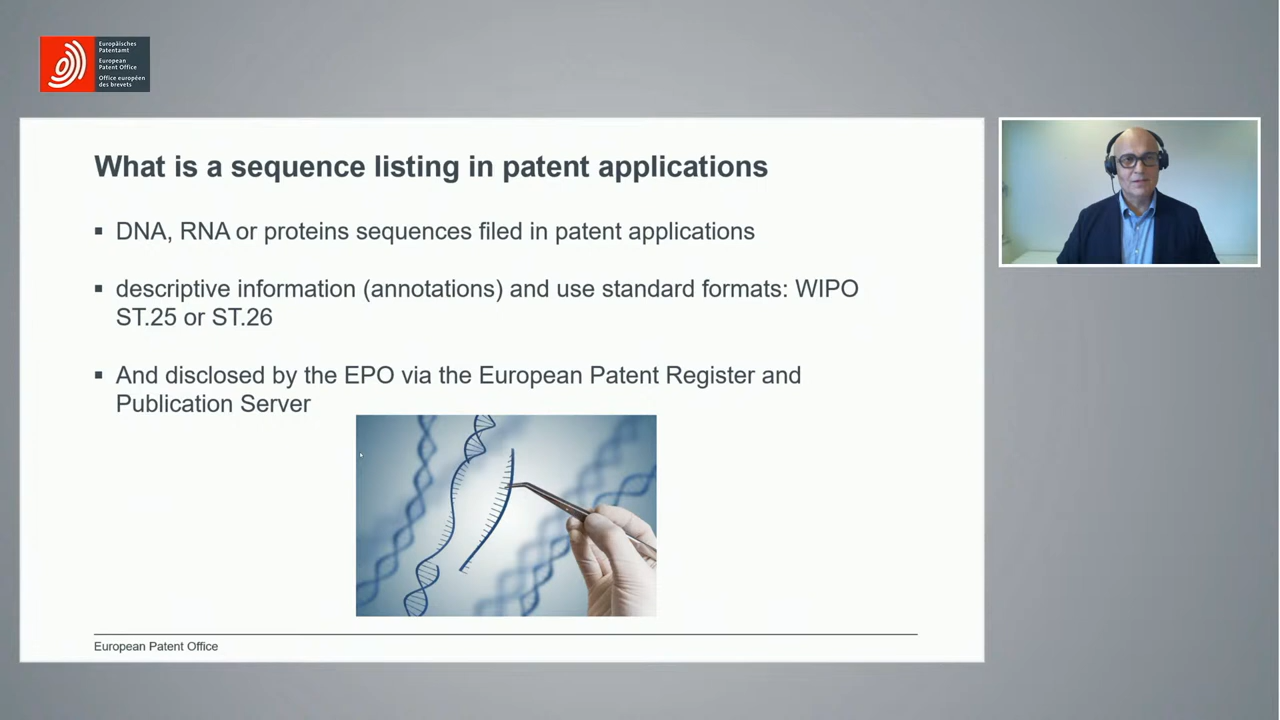 Europäisches
Patentamt
European
Patent Office
Office européen
des brevets
What is a sequence listing in patent applications
▪ DNA, RNA or proteins sequences filed in patent applications
▪ descriptive information (annotations) and use standard formats: WIPO
ST.25 or ST.26
▪ And disclosed by the EPO via the European Patent Register and
Publication Server
European Patent Office